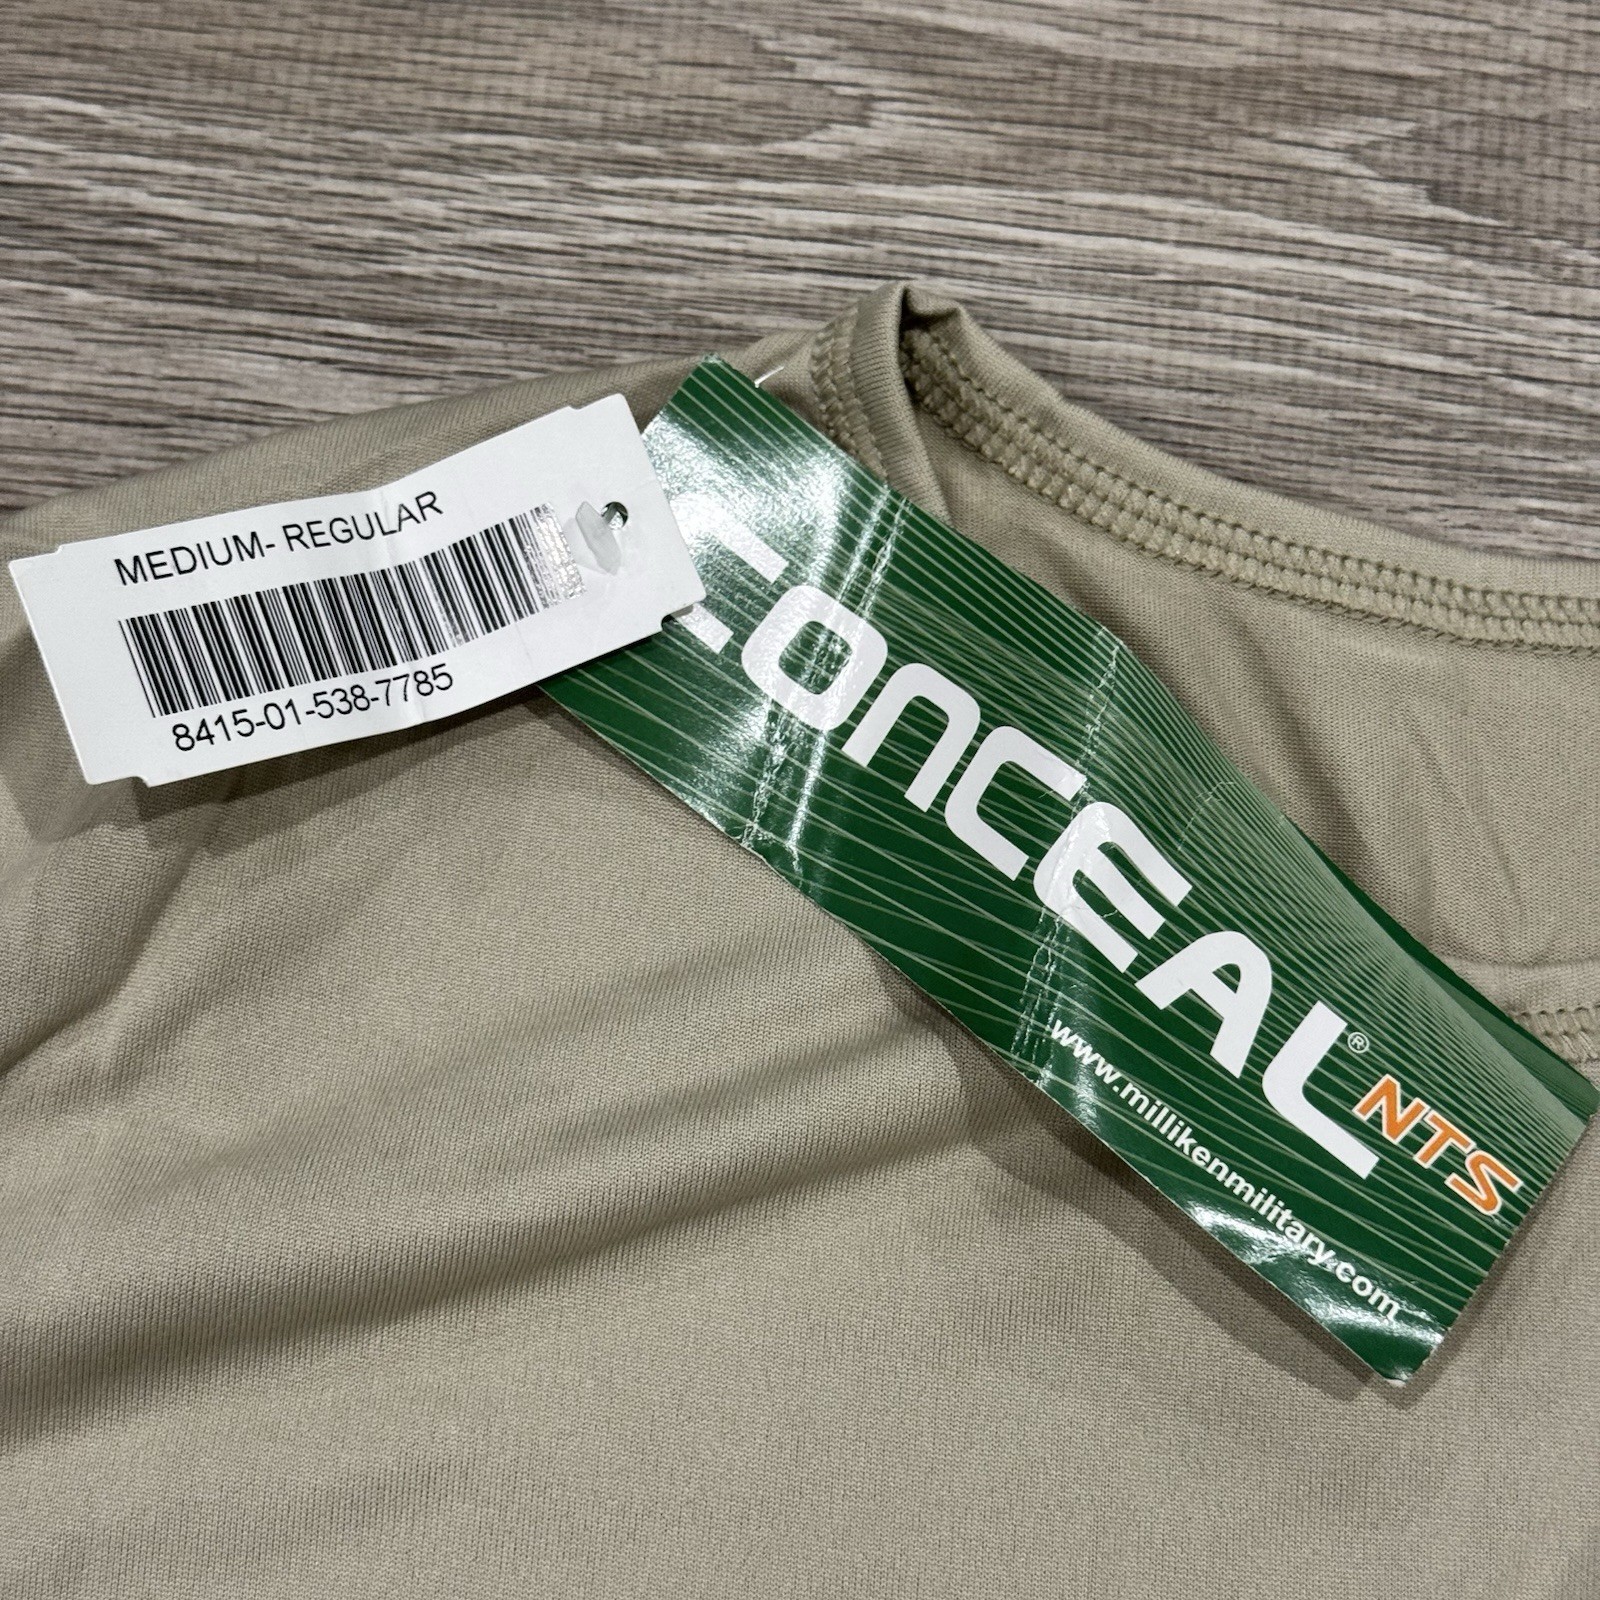 MEDIUM- REGULAR
8415-01-538-7785
CONCEAL® NTS
www.millikenmilitary.com